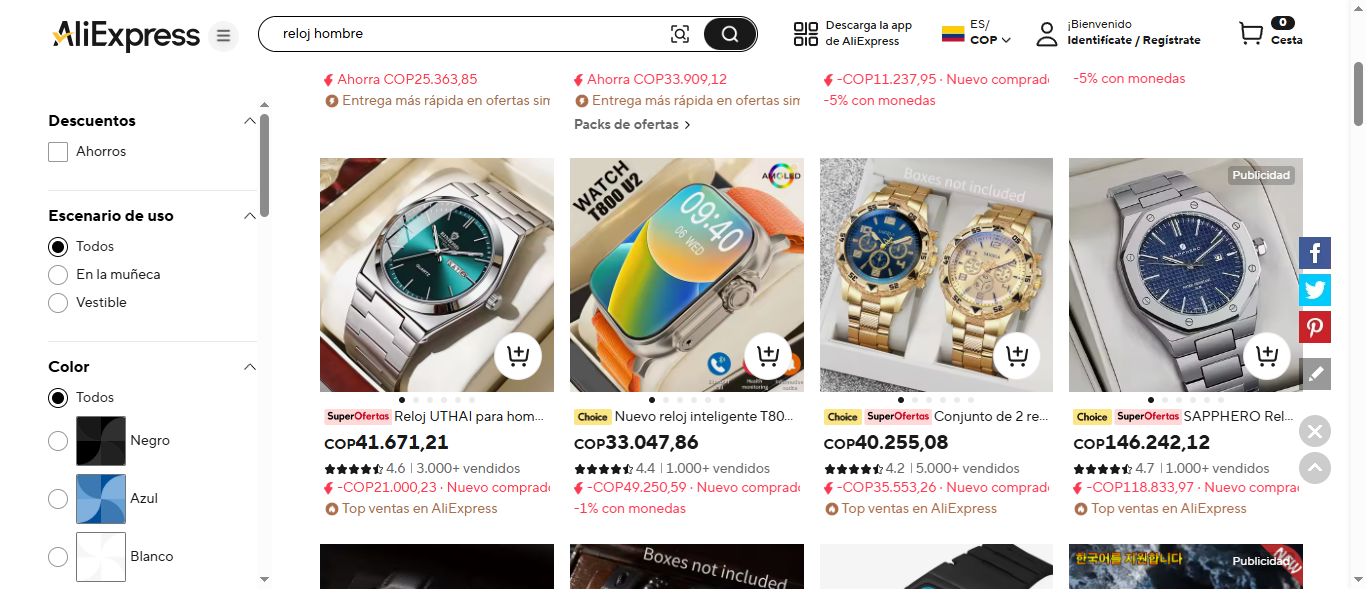 AliExpress
reloj hombre
Descarga la app
de AliExpress
ES/
COP
¡Bienvenido
Identifícate / Regístrate
0
Cesta
Descuentos
Ahorros
Escenario de uso
Todos
En la muñeca
Vestible
Color
Todos
Negro
Azul
Blanco
Ahorra COP25.363,85
Entrega más rápida en ofertas sim
Ahorra COP33.909,12
Entrega más rápida en ofertas sim
Packs de ofertas >
-COP11.237,95 · Nuevo comprado
-5% con monedas
-5% con monedas
QUARTZ
SuperOfertas Reloj UTHAI para hom...
COP41.671,21
4.6 | 3.000+ vendidos
-COP21.000,23 · Nuevo comprado
Top ventas en AliExpress
WATCH
T800 U2
AMOLED
09:40
06 WED
Choice Nuevo reloj inteligente T80...
COP33.047,86
4.4 | 1.000+ vendidos
-COP49.250,59 · Nuevo comprado
-1% con monedas
Boxes not included
Choice SuperOfertas Conjunto de 2 re...
COP40.255,08
4.2 | 5.000+ vendidos
-COP35.553,26 · Nuevo comprado
Top ventas en AliExpress
Publicidad
SAPPHERO
Choice SuperOfertas SAPPHERO Rel...
COP146.242,12
4.7 | 1.000+ vendidos
-COP118.833,97 · Nuevo compra
Top ventas en AliExpress
Boxes not included
한국어를 지원합니다
Publicidad
NEW